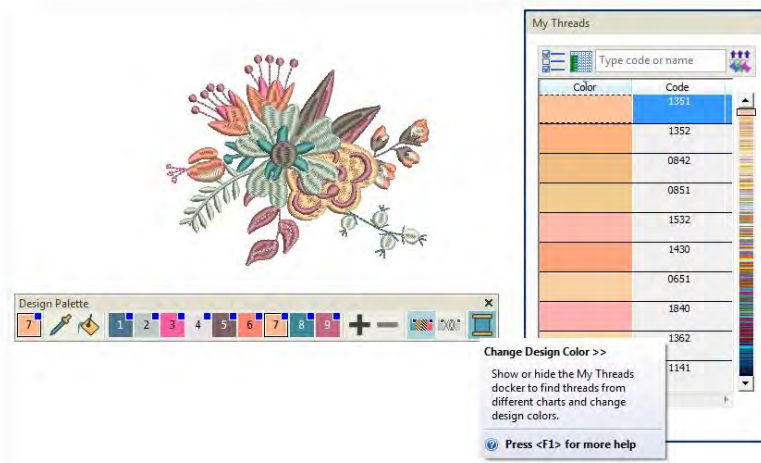 My Threads
Type code or name
Color Code
1351
1352
0842
0851
1532
1430
0651
1840
1362
1141
Design Palette
7 1 2 3 4 5 6 7 8 9
Change Design Color >>
Show or hide the My Threads
docker to find threads from
different charts and change
design colors.
Press <F1> for more help